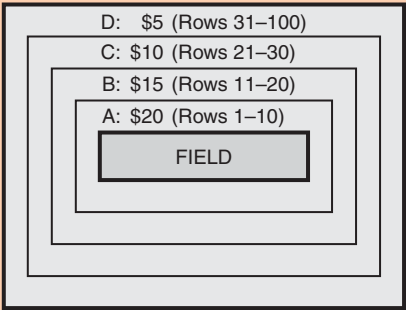 D: $5 (Rows 31–100)
C: $10 (Rows 21–30)
B: $15 (Rows 11–20)
A: $20 (Rows 1–10)
FIELD